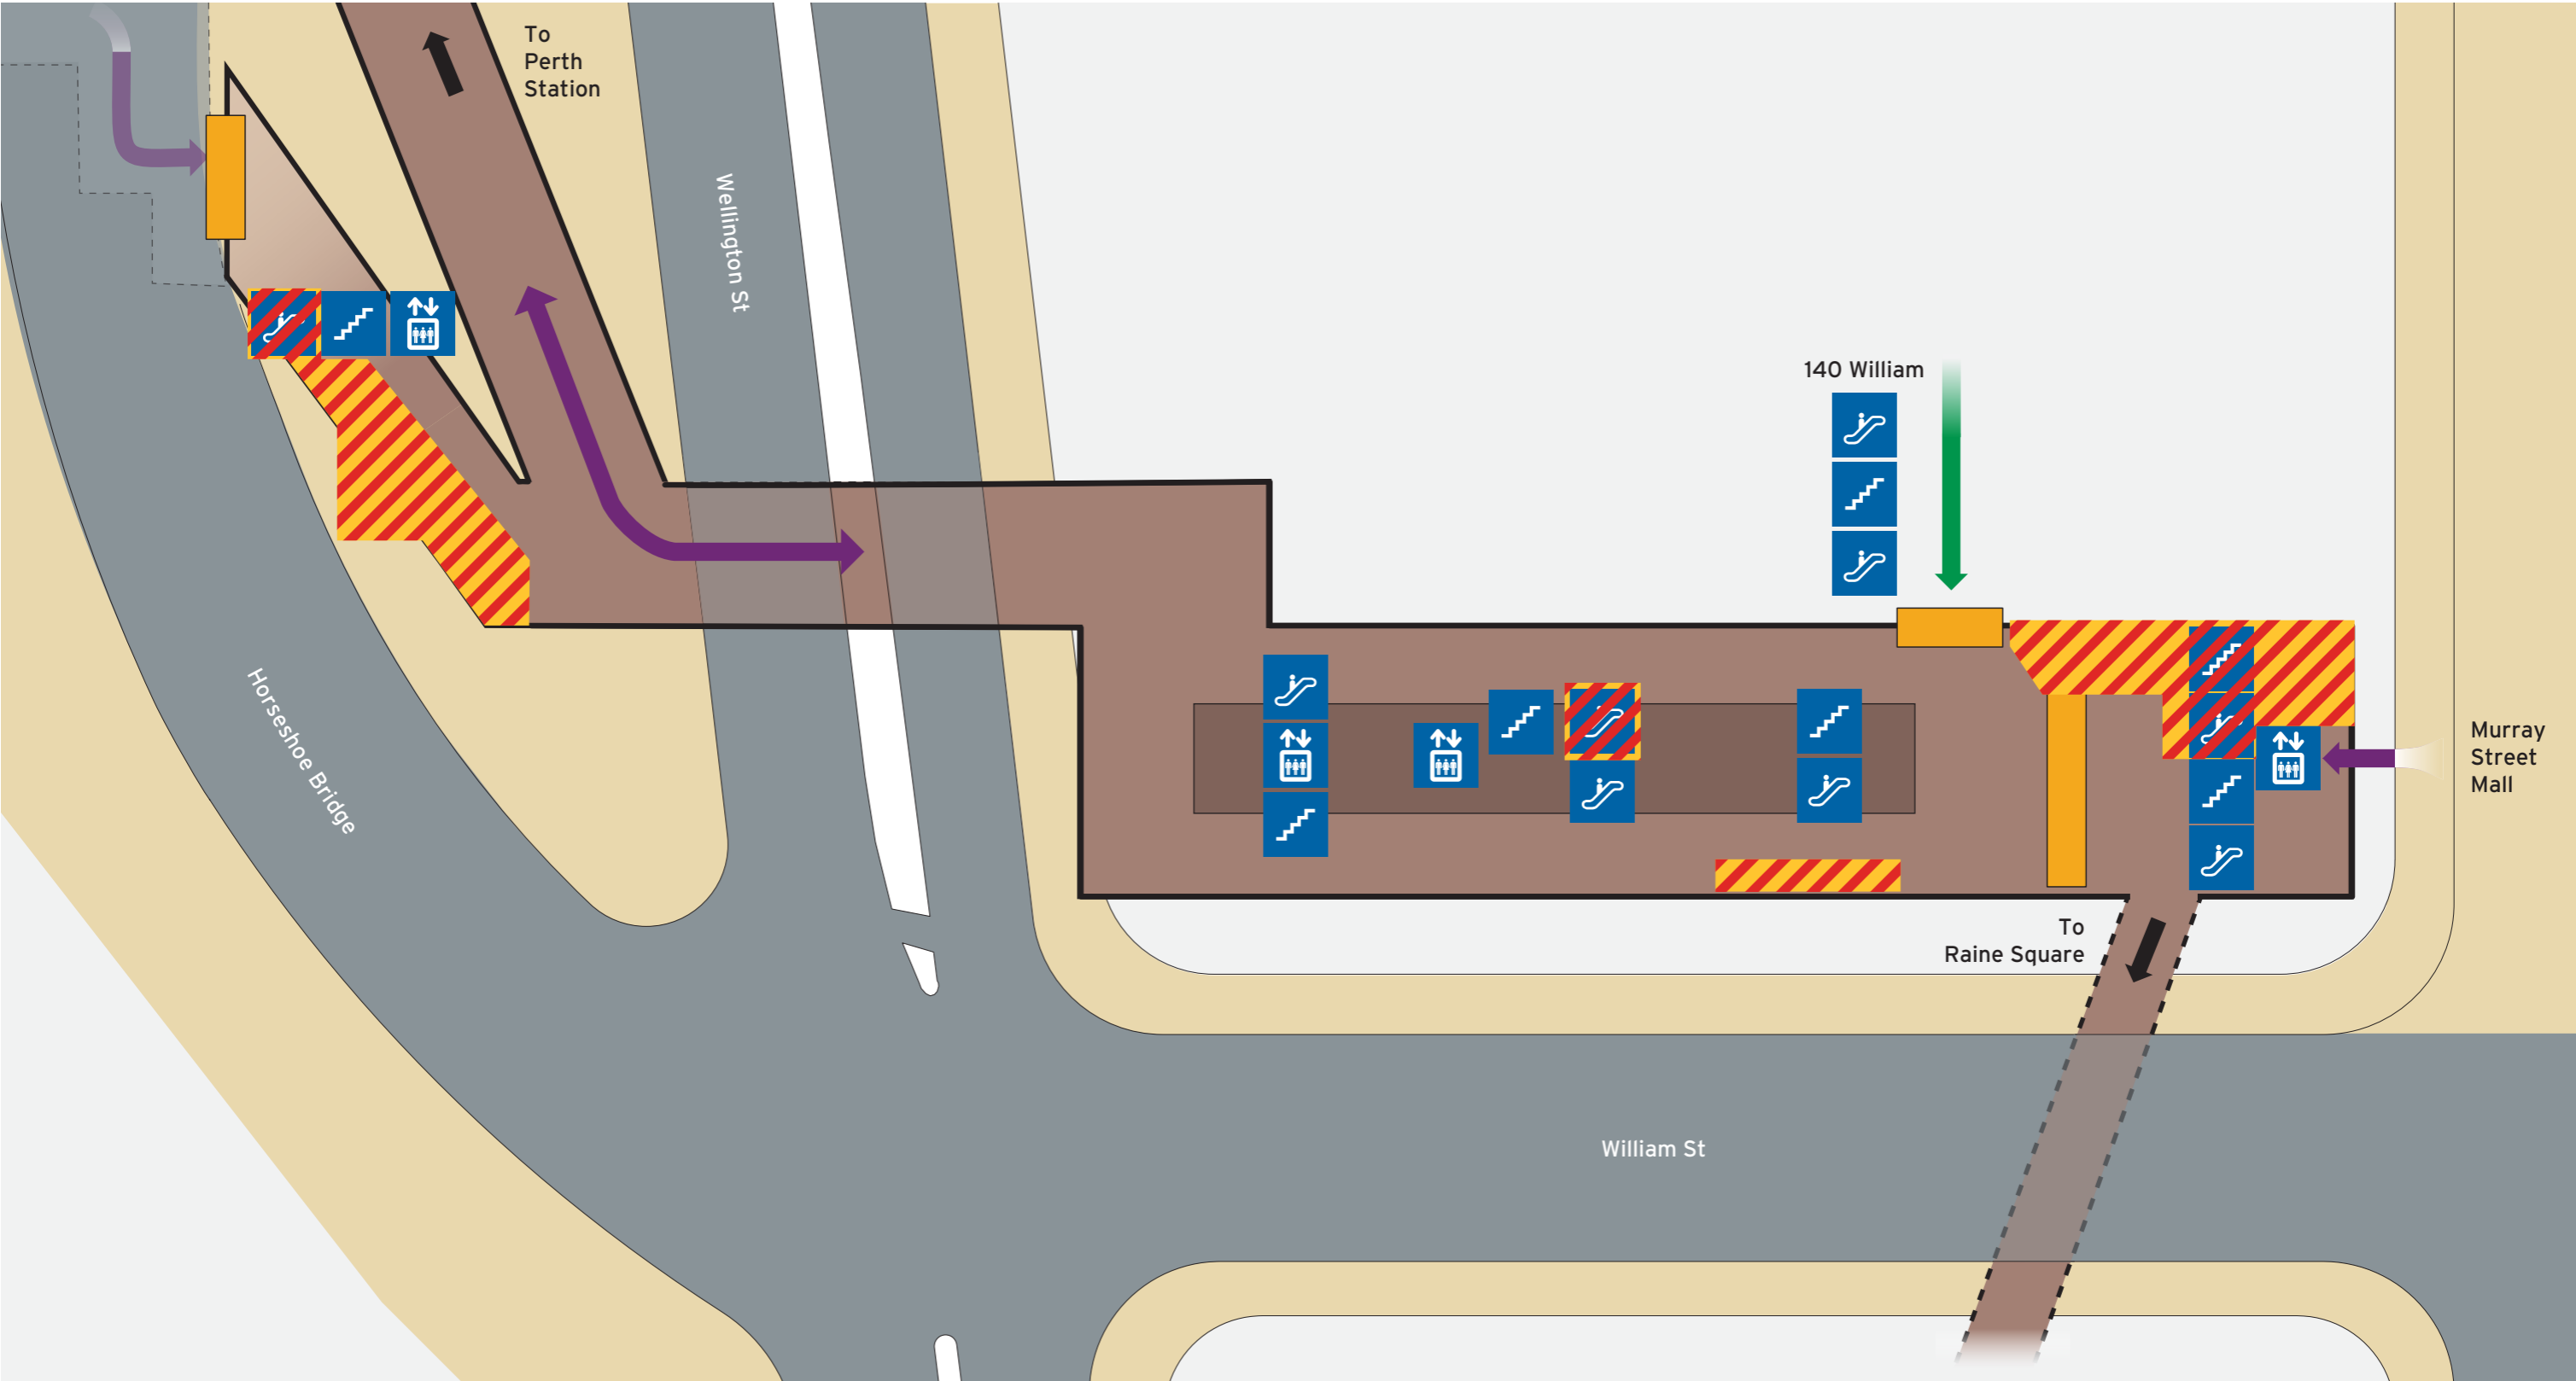 To
Perth
Station
Wellington St
140 William
Horseshoe Bridge
Murray
Street
Mall
To
Raine Square
William St